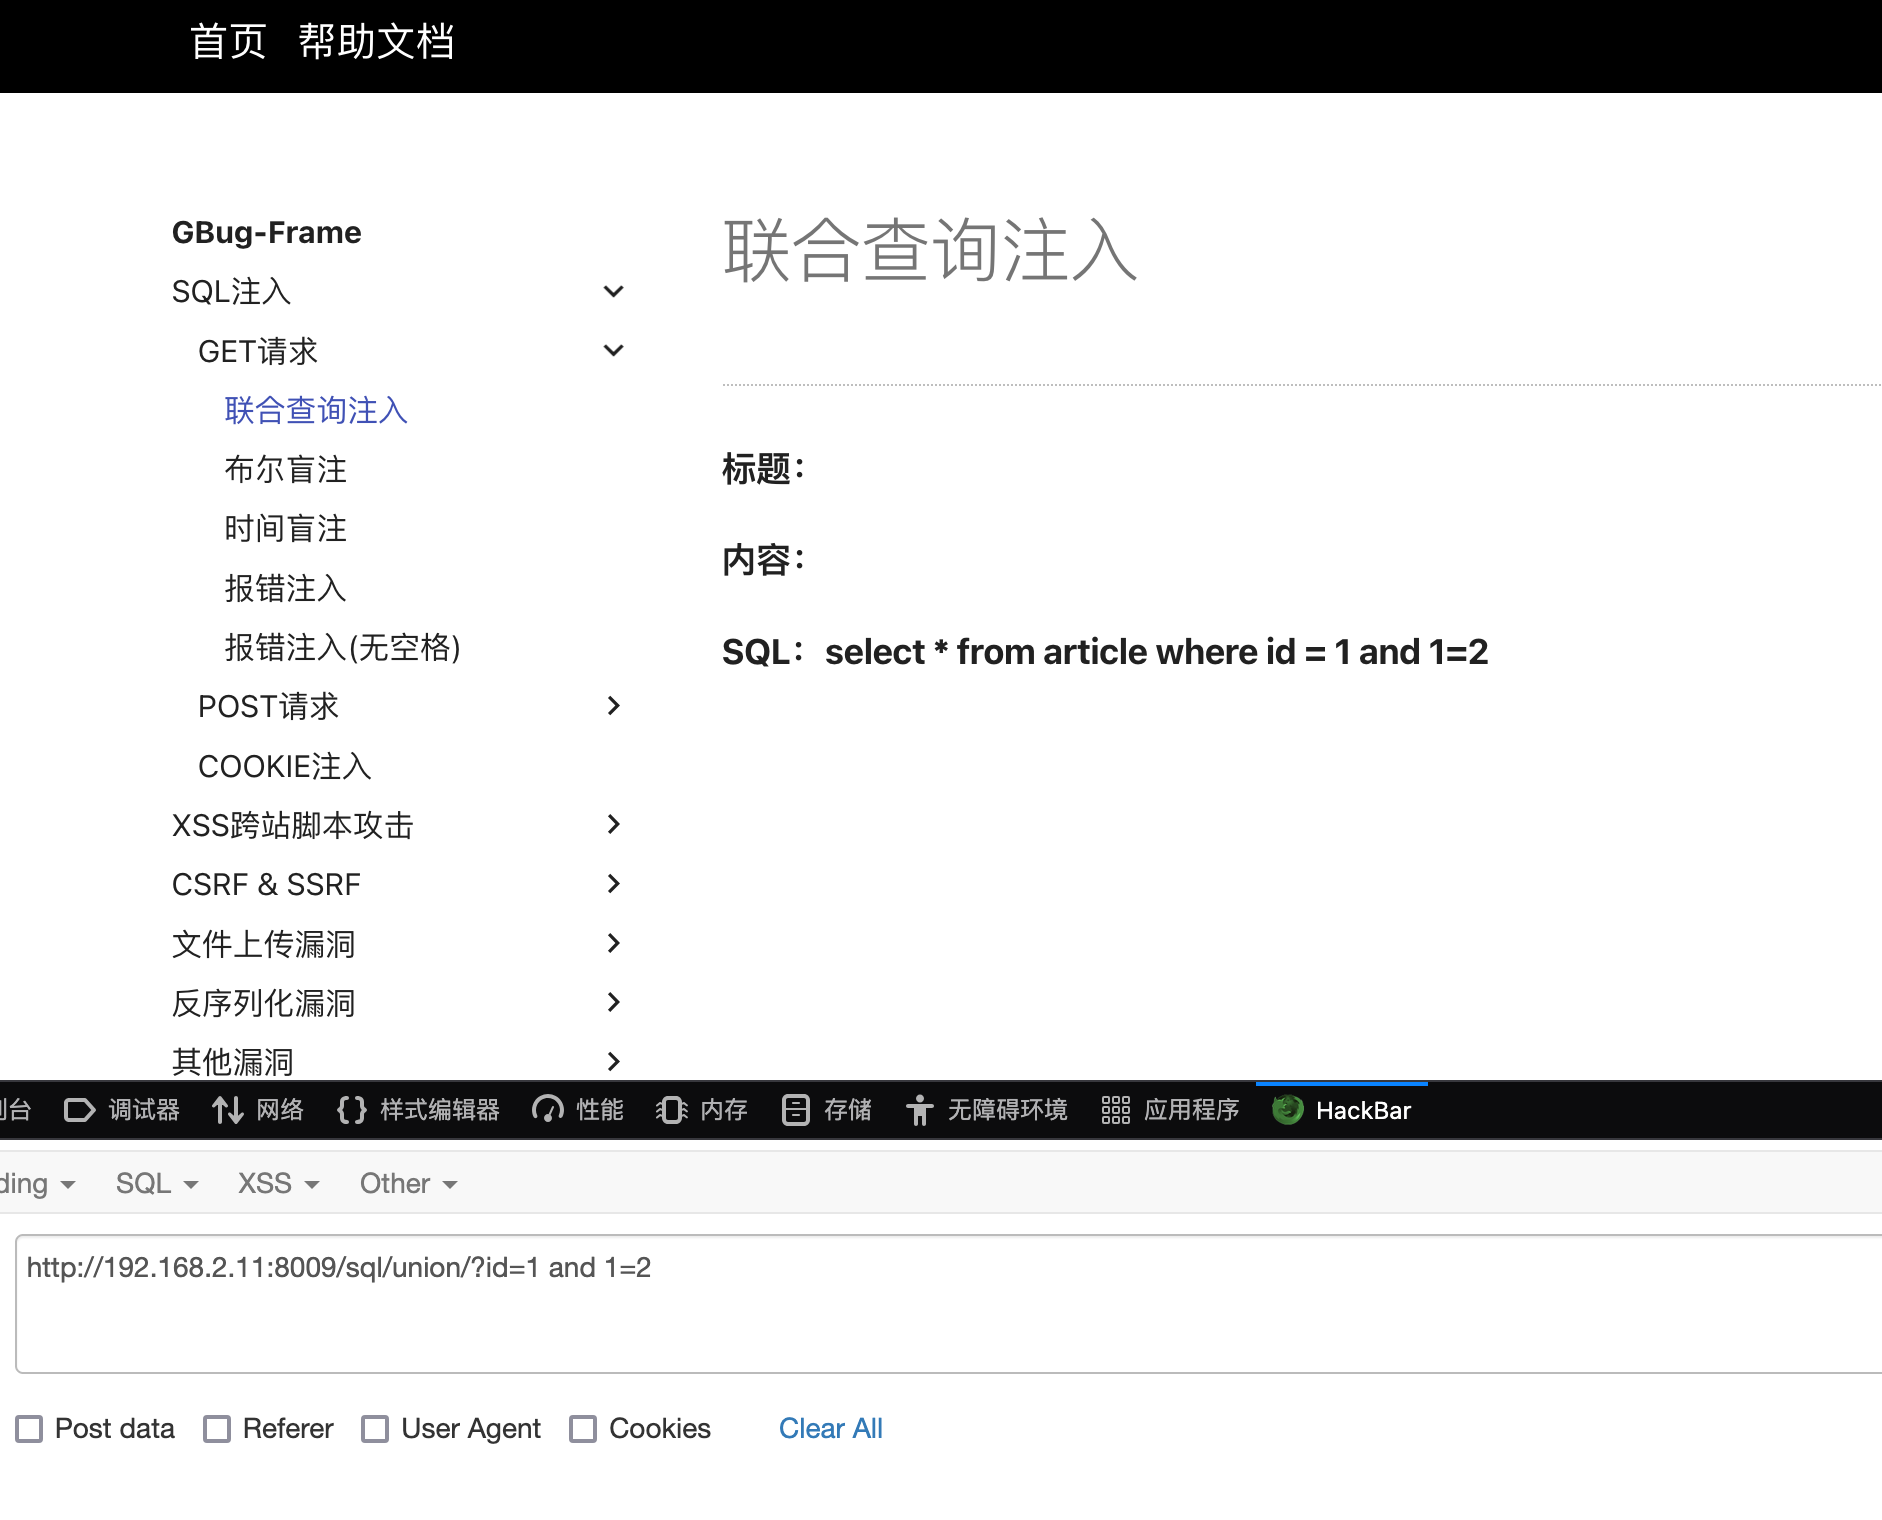 首页 帮助文档
GBug-Frame
SQL注入
GET请求
联合查询注入
布尔盲注
时间盲注
报错注入
报错注入(无空格)
POST请求
COOKIE注入
XSS跨站脚本攻击
CSRF & SSRF
文件上传漏洞
反序列化漏洞
其他漏洞
联合查询注入
标题：
内容：
SQL：select * from article where id = 1 and 1=2
台 调试器 网络 样式编辑器 性能 内存 存储 无障碍环境 应用程序 HackBar
ding SQL XSS Other
http://192.168.2.11:8009/sql/union/?id=1 and 1=2
Post data Referer User Agent Cookies Clear All